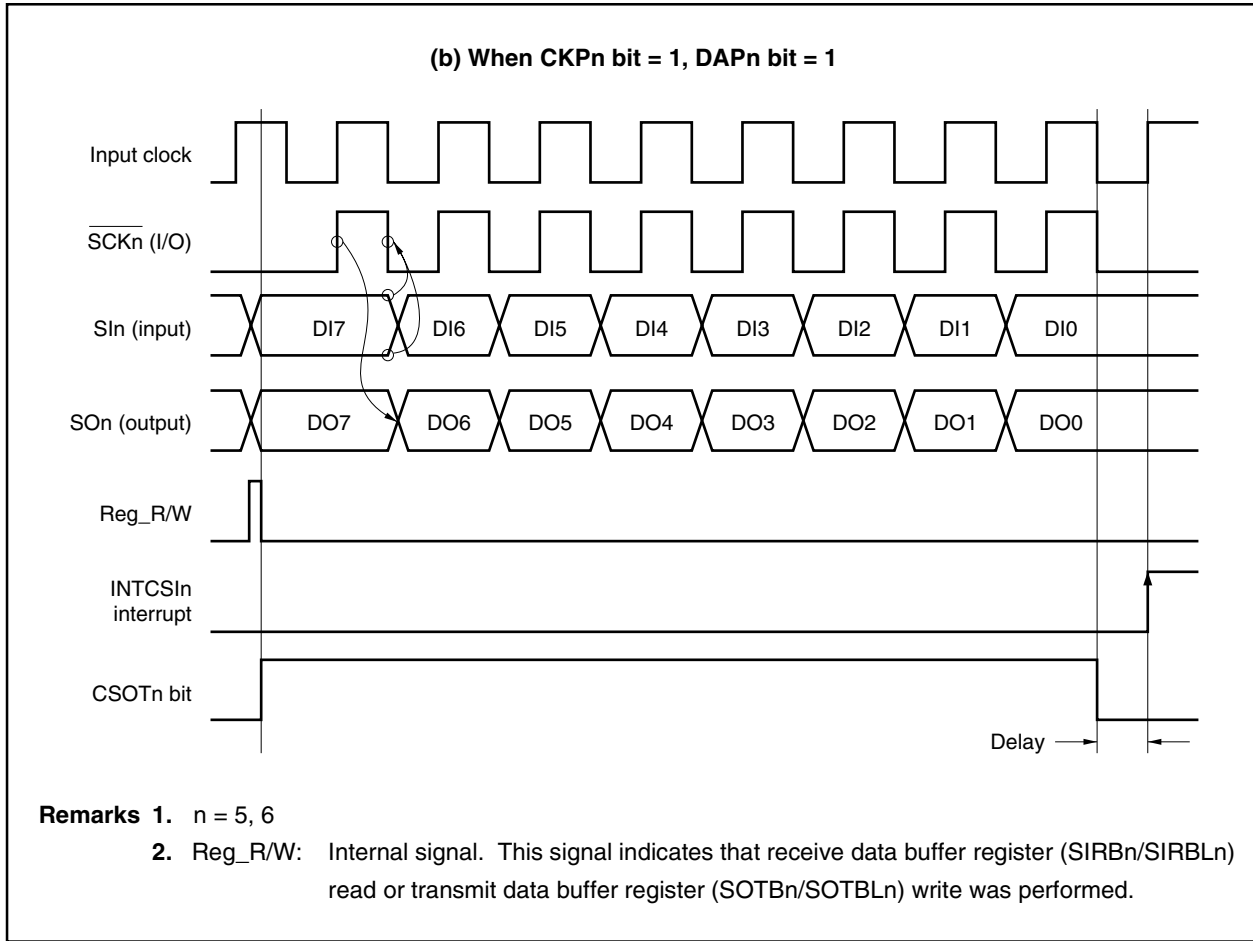 (b) When CKPn bit = 1, DAPn bit = 1
Input clock
SCKn (I/O)
SIn (input)
DI7 DI6 DI5 DI4 DI3 DI2 DI1 DI0
SOn (output)
DO7 DO6 DO5 DO4 DO3 DO2 DO1 DO0
Reg_R/W
INTCSIn
interrupt
CSOTn bit
Delay
Remarks 1. n = 5, 6
2. Reg_R/W: Internal signal. This signal indicates that receive data buffer register (SIRBn/SIRBLn)
read or transmit data buffer register (SOTBn/SOTBLn) write was performed.